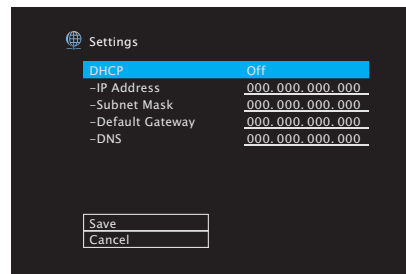 Settings
DHCP Off
–IP Address 000. 000. 000. 000
–Subnet Mask 000. 000. 000. 000
–Default Gateway 000. 000. 000. 000
–DNS 000. 000. 000. 000
Save
Cancel